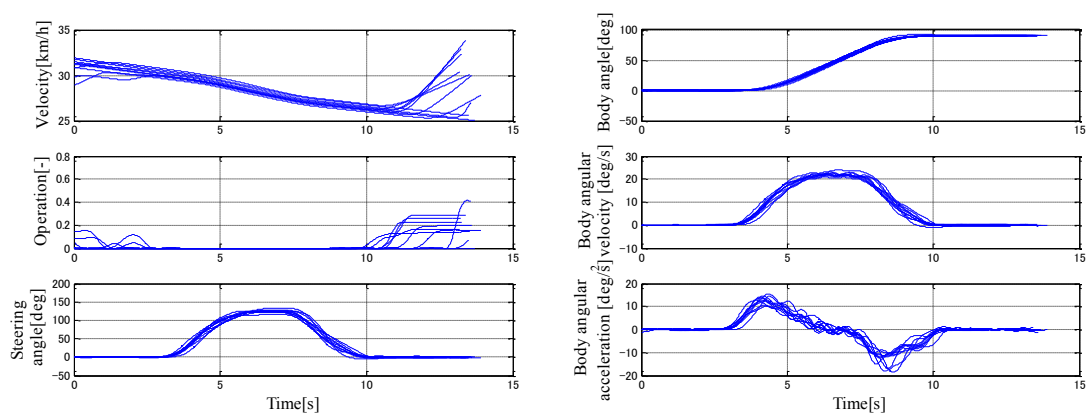 35
30
25
Velocity[km/h]
0 5 10 15
0.8
0.6
0.4
0.2
0
Operation[-]
0 5 10 15
200
150
100
50
0
-50
Steering
angle[deg]
0 5 10 15
Time[s]
100
50
0
-50
Body angle[deg]
0 5 10 15
30
20
10
0
-10
Body angular
velocity [deg/s]
0 5 10 15
20
10
0
-10
-20
Body angular
acceleration [deg/s²]
0 5 10 15
Time[s]